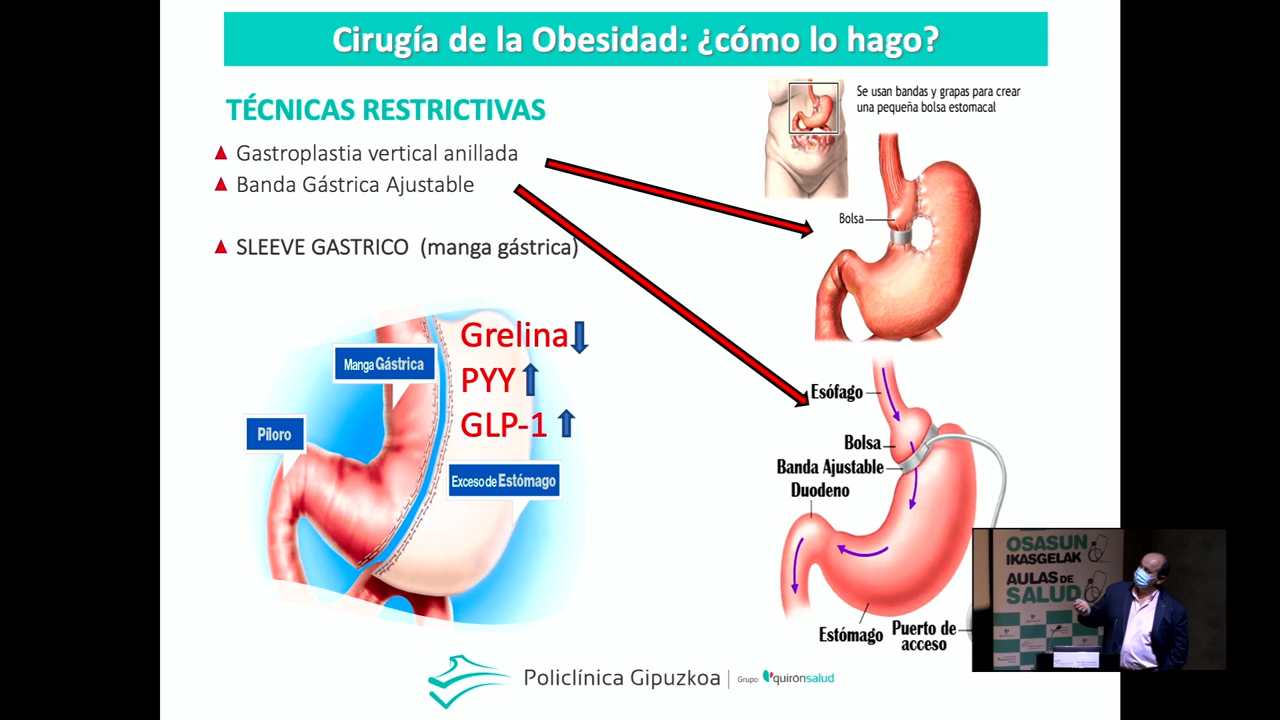 Cirugía de la Obesidad: ¿cómo lo hago?
TÉCNICAS RESTRICTIVAS
Gastroplastia vertical anillada
Banda Gástrica Ajustable
SLEEVE GASTRICO (manga gástrica)
Se usan bandas y grapas para crear
una pequeña bolsa estomacal
Bolsa
Grelina
PYY
GLP-1
Manga Gástrica
Píloro
Exceso de Estómago
Esófago
Bolsa
Banda Ajustable
Duodeno
Estómago
Puerto de
acceso
OSASUN
IKASGELAK
AULAS DE
SALUD
Policlínica Gipuzkoa
Grupo quirónsalud